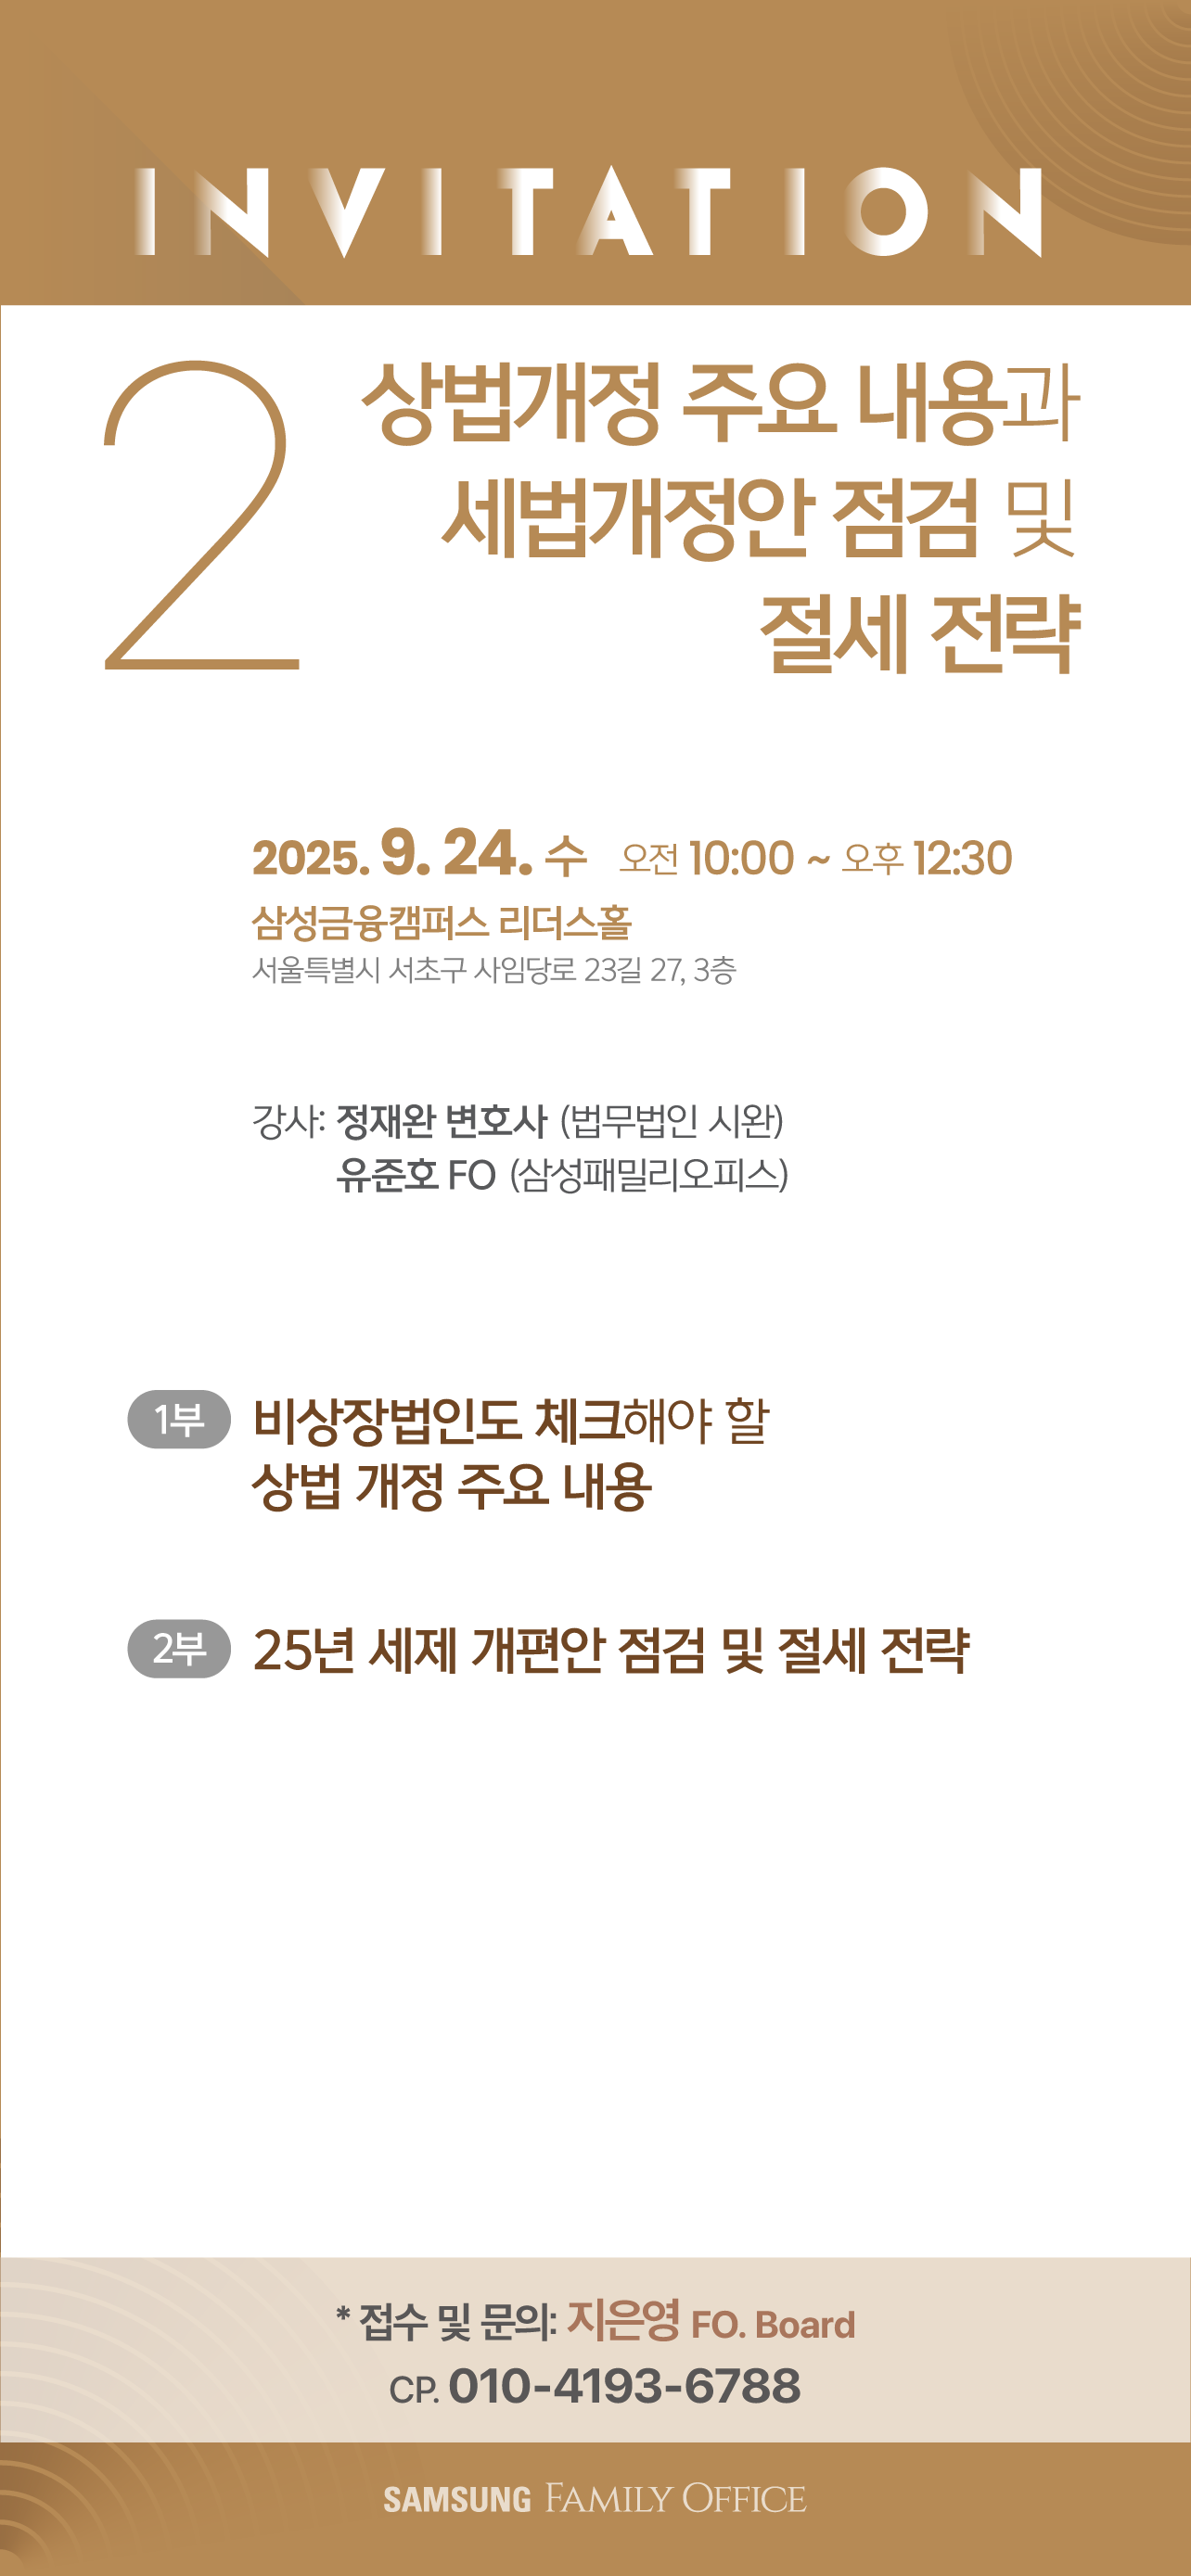 INVITATION
2
상법개정 주요 내용과
세법개정안 점검 및
절세 전략
2025. 9. 24. 수 오전 10:00 ~ 오후 12:30
삼성금융캠퍼스 리더스홀
서울특별시 서초구 사임당로 23길 27, 3층
강사: 정재완 변호사 (법무법인 시완)
유준호 FO (삼성패밀리오피스)
1부 비상장법인도 체크해야 할
상법 개정 주요 내용
2부 25년 세제 개편안 점검 및 절세 전략
* 접수 및 문의: 지은영 FO. Board
CP. 010-4193-6788
SAMSUNG FAMILY OFFICE